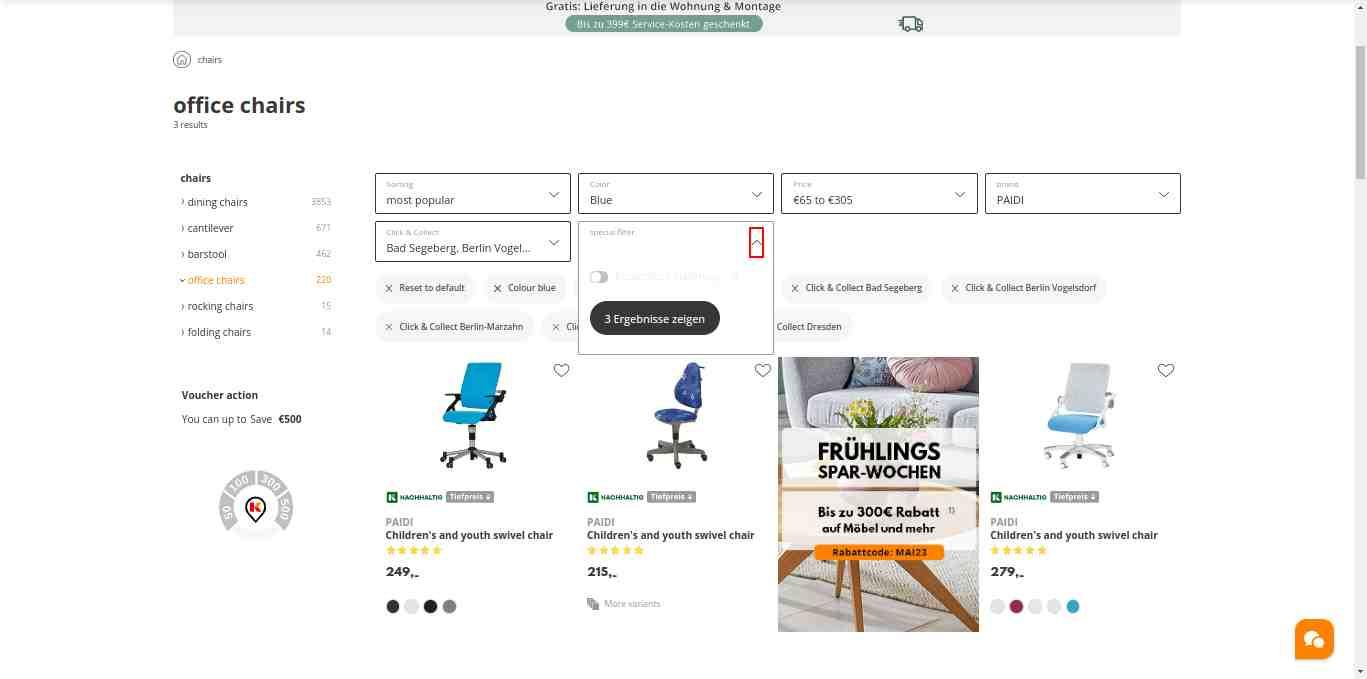 Gratis: Lieferung in die Wohnung & Montage
Bis zu 399€ Service-Kosten geschenkt
chairs
office chairs
3 results
chairs
dining chairs 3853
cantilever 671
barstool 462
office chairs 220
rocking chairs 15
folding chairs 14
Voucher action
You can up to Save €500
50 100 300 500
K
Sorting
most popular
Color
Blue
Price
€65 to €305
Brand
PAIDI
Click & Collect
Bad Segeberg, Berlin Vogel...
special filter
3 Ergebnisse zeigen
Reset to default
Colour blue
Click & Collect Bad Segeberg
Click & Collect Berlin Vogelsdorf
Click & Collect Berlin-Marzahn
Cli
Collect Dresden
K NACHHALTIG Tiefpreis
PAIDI
Children's and youth swivel chair
249,-
K NACHHALTIG Tiefpreis
PAIDI
Children's and youth swivel chair
215,-
More variants
FRÜHLINGS
SPAR-WOCHEN
Bis zu 300€ Rabatt 1)
auf Möbel und mehr
Rabattcode: MAI23
K NACHHALTIG Tiefpreis
PAIDI
Children's and youth swivel chair
279,-